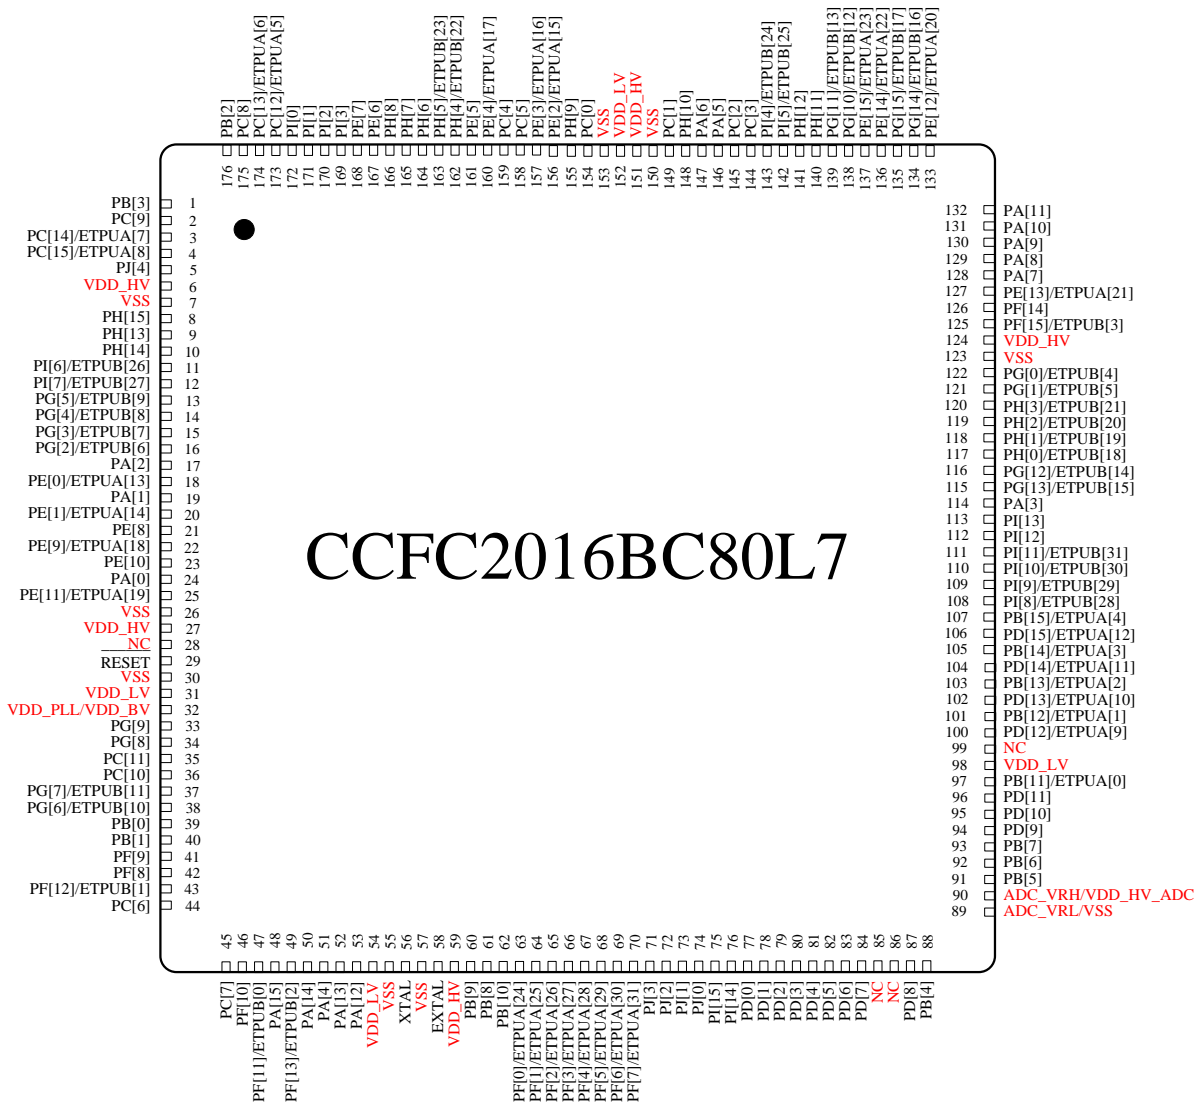 PB[2]
PC[8]
PC[13]/ETPUA[6]
PC[12]/ETPUA[5]
PI[0]
PI[1]
PI[2]
PI[3]
PE[7]
PE[6]
PH[8]
PH[7]
PH[6]
PH[5]/ETPUB[23]
PH[4]/ETPUB[22]
PE[5]
PE[4]/ETPUA[17]
PC[4]
PC[5]
PE[3]/ETPUA[16]
PE[2]/ETPUA[15]
PH[9]
PC[0]
VSS
VDD_LV
VDD_HV
VSS
PC[1]
PH[10]
PA[6]
PA[5]
PC[2]
PC[3]
PI[4]/ETPUB[24]
PI[5]/ETPUB[25]
PH[12]
PH[11]
PG[11]/ETPUB[13]
PG[10]/ETPUB[12]
PE[15]/ETPUA[23]
PE[14]/ETPUA[22]
PG[15]/ETPUB[17]
PG[14]/ETPUB[16]
PE[12]/ETPUA[20]
176
175
174
173
172
171
170
169
168
167
166
165
164
163
162
161
160
159
158
157
156
155
154
153
152
151
150
149
148
147
146
145
144
143
142
141
140
139
138
137
136
135
134
133
PB[3] 1
PC[9] 2
PC[14]/ETPUA[7] 3
PC[15]/ETPUA[8] 4
PJ[4] 5
VDD_HV 6
VSS 7
PH[15] 8
PH[13] 9
PH[14] 10
PI[6]/ETPUB[26] 11
PI[7]/ETPUB[27] 12
PG[5]/ETPUB[9] 13
PG[4]/ETPUB[8] 14
PG[3]/ETPUB[7] 15
PG[2]/ETPUB[6] 16
PA[2] 17
PE[0]/ETPUA[13] 18
PA[1] 19
PE[1]/ETPUA[14] 20
PE[8] 21
PE[9]/ETPUA[18] 22
PE[10] 23
PA[0] 24
PE[11]/ETPUA[19] 25
VSS 26
VDD_HV 27
NC 28
RESET 29
VSS 30
VDD_LV 31
VDD_PLL/VDD_BV 32
PG[9] 33
PG[8] 34
PC[11] 35
PC[10] 36
PG[7]/ETPUB[11] 37
PG[6]/ETPUB[10] 38
PB[0] 39
PB[1] 40
PF[9] 41
PF[8] 42
PF[12]/ETPUB[1] 43
PC[6] 44
CCFC2016BC80L7
132 PA[11]
131 PA[10]
130 PA[9]
129 PA[8]
128 PA[7]
127 PE[13]/ETPUA[21]
126 PF[14]
125 PF[15]/ETPUB[3]
124 VDD_HV
123 VSS
122 PG[0]/ETPUB[4]
121 PG[1]/ETPUB[5]
120 PH[3]/ETPUB[21]
119 PH[2]/ETPUB[20]
118 PH[1]/ETPUB[19]
117 PH[0]/ETPUB[18]
116 PG[12]/ETPUB[14]
115 PG[13]/ETPUB[15]
114 PA[3]
113 PI[13]
112 PI[12]
111 PI[11]/ETPUB[31]
110 PI[10]/ETPUB[30]
109 PI[9]/ETPUB[29]
108 PI[8]/ETPUB[28]
107 PB[15]/ETPUA[4]
106 PD[15]/ETPUA[12]
105 PB[14]/ETPUA[3]
104 PD[14]/ETPUA[11]
103 PB[13]/ETPUA[2]
102 PD[13]/ETPUA[10]
101 PB[12]/ETPUA[1]
100 PD[12]/ETPUA[9]
99 NC
98 VDD_LV
97 PB[11]/ETPUA[0]
96 PD[11]
95 PD[10]
94 PD[9]
93 PB[7]
92 PB[6]
91 PB[5]
90 ADC_VRH/VDD_HV_ADC
89 ADC_VRL/VSS
45
46
47
48
49
50
51
52
53
54
55
56
57
58
59
60
61
62
63
64
65
66
67
68
69
70
71
72
73
74
75
76
77
78
79
80
81
82
83
84
85
86
87
88
PC[7]
PF[10]
PF[11]/ETPUB[0]
PA[15]
PF[13]/ETPUB[2]
PA[14]
PA[4]
PA[13]
PA[12]
VDD_LV
VSS
XTAL
VSS
EXTAL
VDD_HV
PB[9]
PB[8]
PB[10]
PF[0]/ETPUA[24]
PF[1]/ETPUA[25]
PF[2]/ETPUA[26]
PF[3]/ETPUA[27]
PF[4]/ETPUA[28]
PF[5]/ETPUA[29]
PF[6]/ETPUA[30]
PF[7]/ETPUA[31]
PJ[3]
PJ[2]
PJ[1]
PJ[0]
PI[15]
PI[14]
PD[0]
PD[1]
PD[2]
PD[3]
PD[4]
PD[5]
PD[6]
PD[7]
NC
NC
PD[8]
PB[4]